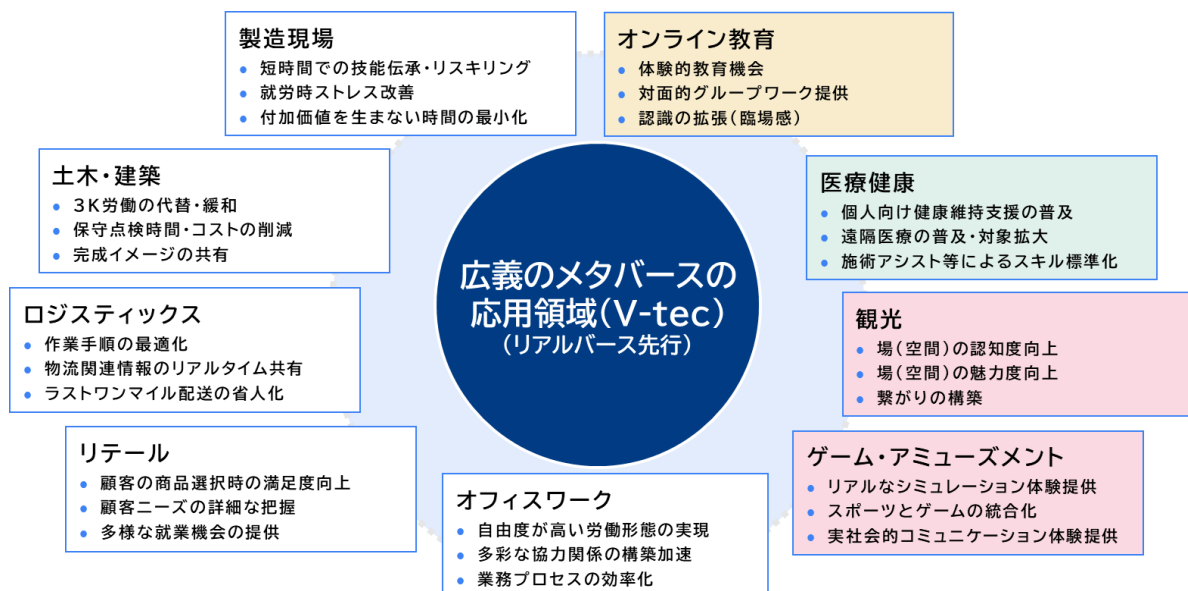 製造現場
短時間での技能伝承・リスキリング
就労時ストレス改善
付加価値を生まない時間の最小化
オンライン教育
体験的教育機会
対面的グループワーク提供
認識の拡張(臨場感)
土木・建築
3K労働の代替・緩和
保守点検時間・コストの削減
完成イメージの共有
医療健康
個人向け健康維持支援の普及
遠隔医療の普及・対象拡大
施術アシスト等によるスキル標準化
広義のメタバースの
応用領域(V-tec)
(リアルバース先行)
ロジスティックス
作業手順の最適化
物流関連情報のリアルタイム共有
ラストワンマイル配送の省人化
観光
場(空間)の認知度向上
場(空間)の魅力度向上
繋がりの構築
リテール
顧客の商品選択時の満足度向上
顧客ニーズの詳細な把握
多様な就業機会の提供
オフィスワーク
自由度が高い労働形態の実現
多彩な協力関係の構築加速
業務プロセスの効率化
ゲーム・アミューズメント
リアルなシミュレーション体験提供
スポーツとゲームの統合化
実社会的コミュニケーション体験提供